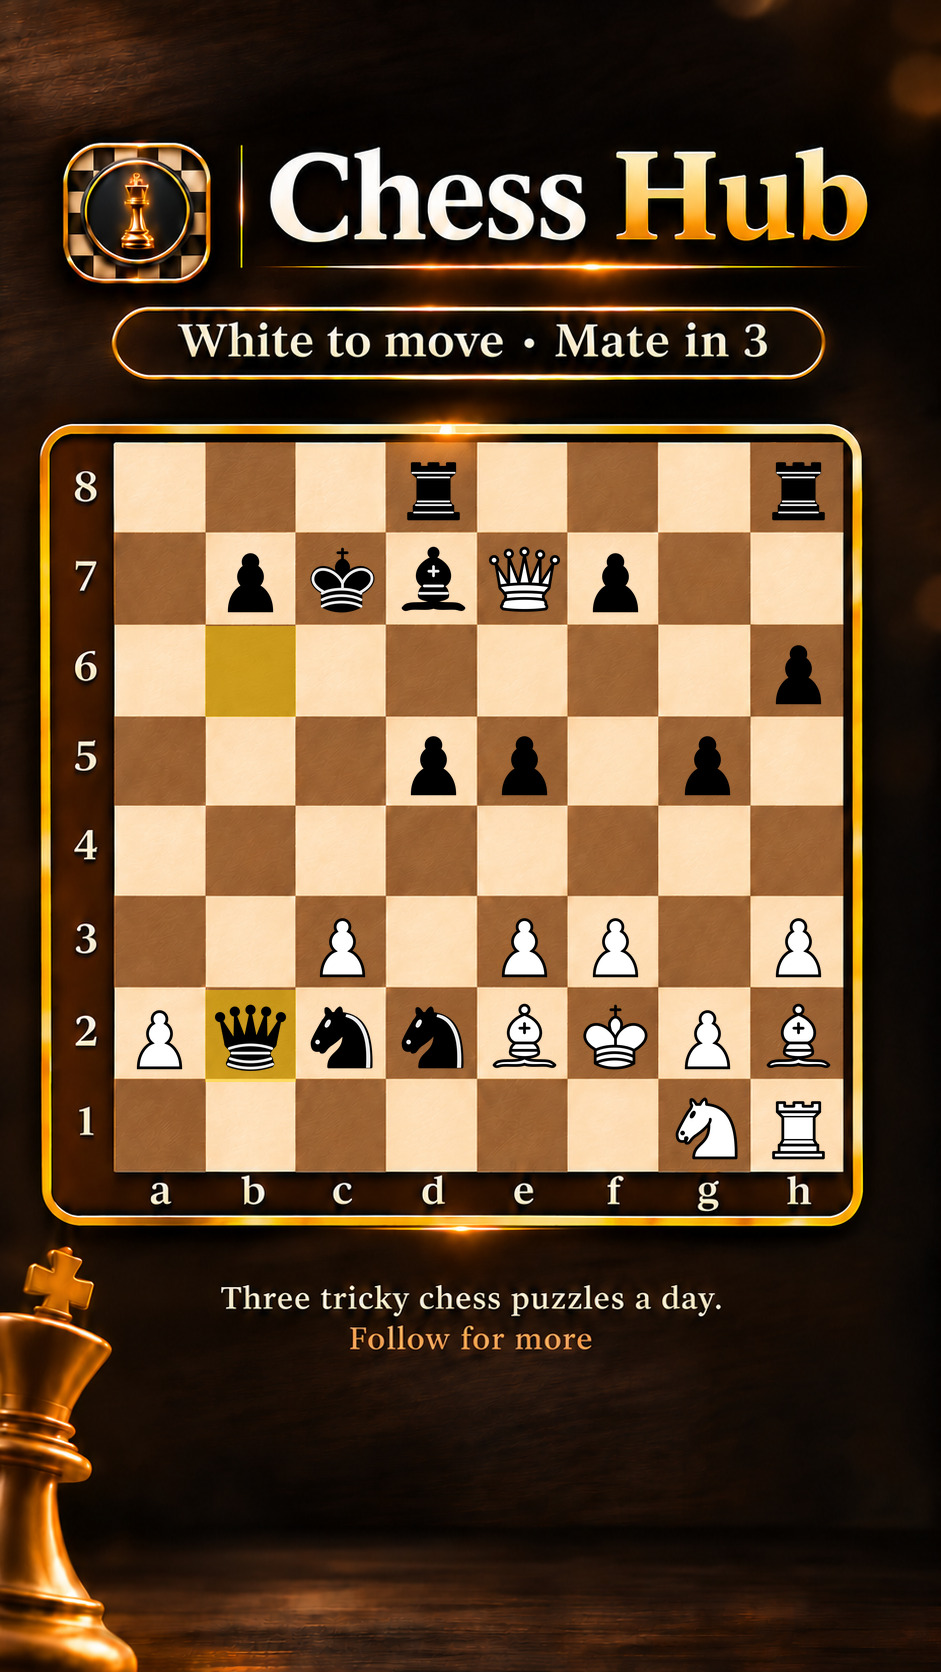 Chess Hub
White to move • Mate in 3
8
7
6
5
4
3
2
1
a b c d e f g h
Three tricky chess puzzles a day.
Follow for more